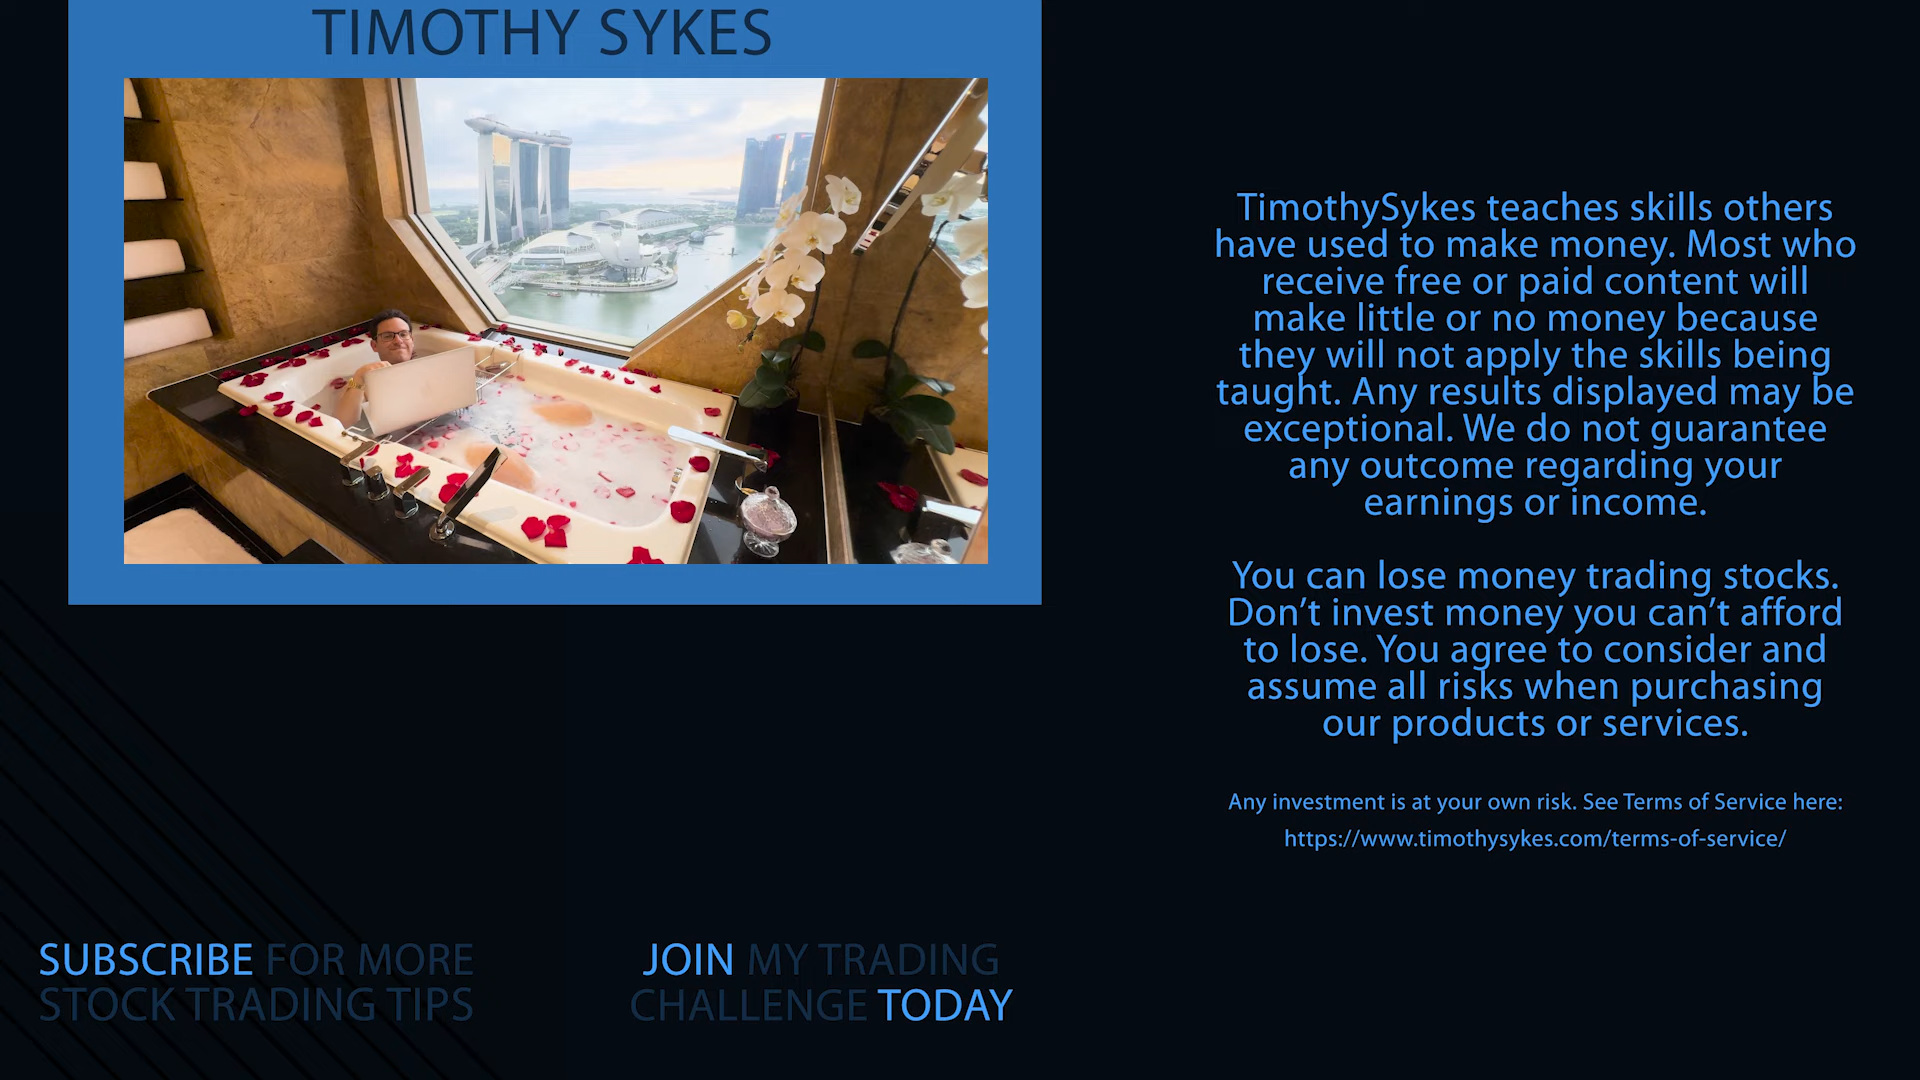 TIMOTHY SYKES
TimothySykes teaches skills others
have used to make money. Most who
receive free or paid content will
make little or no money because
they will not apply the skills being
taught. Any results displayed may be
exceptional. We do not guarantee
any outcome regarding your
earnings or income.
You can lose money trading stocks.
Don’t invest money you can’t afford
to lose. You agree to consider and
assume all risks when purchasing
our products or services.
Any investment is at your own risk. See Terms of Service here:
https://www.timothysykes.com/terms-of-service/
SUBSCRIBE FOR MORE
STOCK TRADING TIPS
JOIN MY TRADING
CHALLENGE TODAY